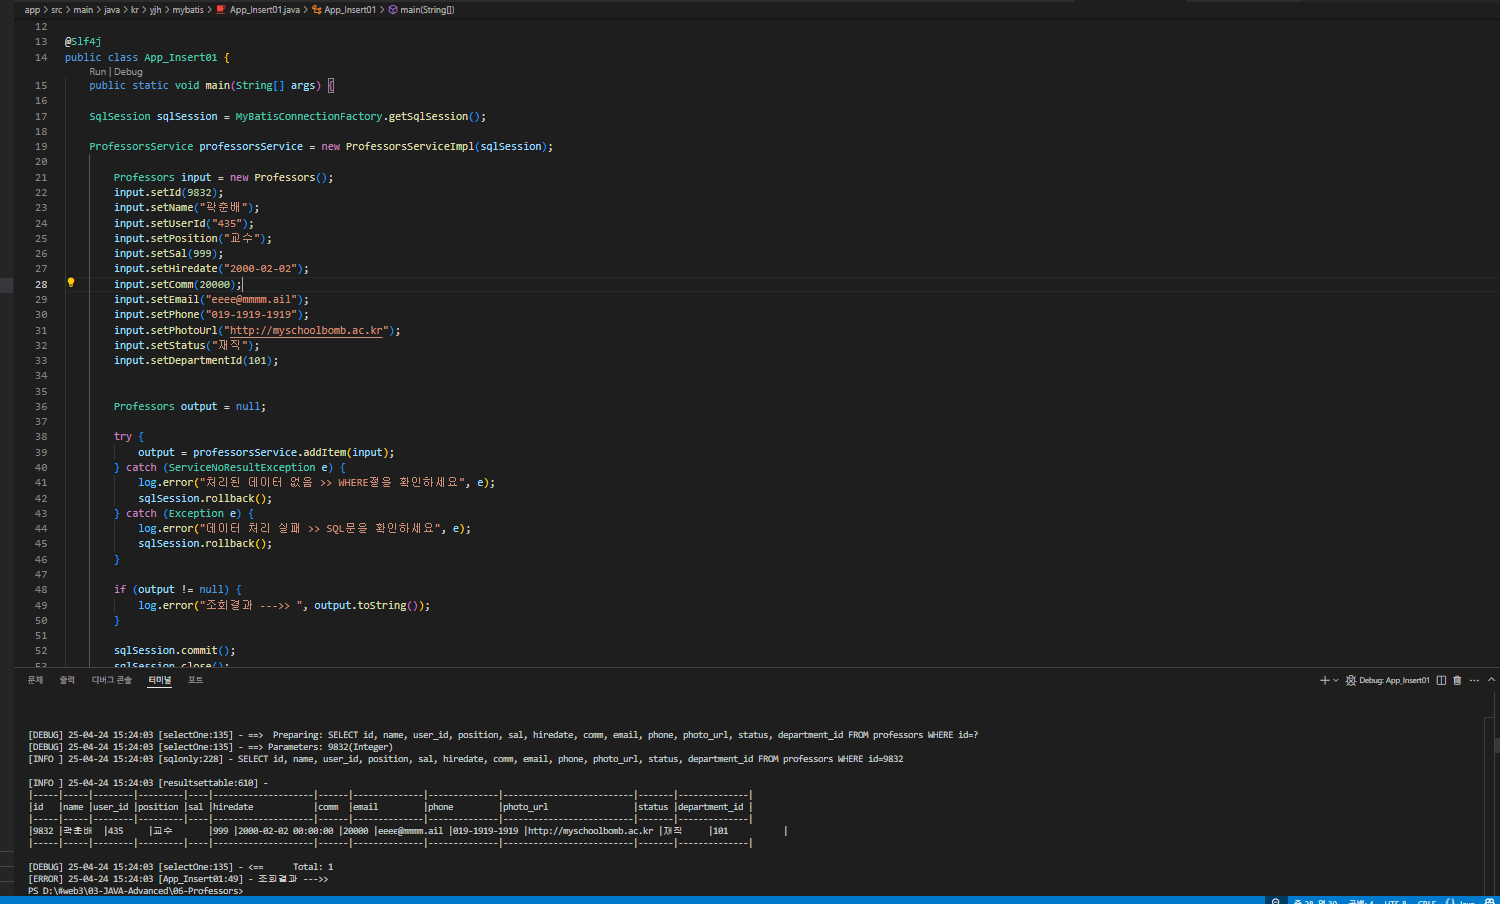 app > src > main > java > kr > yjh > mybatis > App_Insert01.java > App_Insert01 > main(String[])
12
13 @Slf4j
14 public class App_Insert01 {
Run | Debug
15 public static void main(String[] args) {
16
17 SqlSession sqlSession = MyBatisConnectionFactory.getSqlSession();
18
19 ProfessorsService professorsService = new ProfessorsServiceImpl(sqlSession);
20
21 Professors input = new Professors();
22 input.setId(9832);
23 input.setName("곽춘배");
24 input.setUserId("435");
25 input.setPosition("교수");
26 input.setSal(999);
27 input.setHiredate("2000-02-02");
28 input.setComm(20000);
29 input.setEmail("eeee@mmmm.ail");
30 input.setPhone("019-1919-1919");
31 input.setPhotoUrl("http://myschoolbomb.ac.kr");
32 input.setStatus("재직");
33 input.setDepartmentId(101);
34
35
36 Professors output = null;
37
38 try {
39 output = professorsService.addItem(input);
40 } catch (ServiceNoResultException e) {
41 log.error("처리된 데이터 없음 >> WHERE절을 확인하세요", e);
42 sqlSession.rollback();
43 } catch (Exception e) {
44 log.error("데이터 처리 실패 >> SQL문을 확인하세요", e);
45 sqlSession.rollback();
46 }
47
48 if (output != null) {
49 log.error("조회결과 --->> ", output.toString());
50 }
51
52 sqlSession.commit();
53 sqlSession.close();
문제 출력 디버그 콘솔 터미널 포트 Debug: App_Insert01
[DEBUG] 25-04-24 15:24:03 [selectOne:135] - ==>  Preparing: SELECT id, name, user_id, position, sal, hiredate, comm, email, phone, photo_url, status, department_id FROM professors WHERE id=?
[DEBUG] 25-04-24 15:24:03 [selectOne:135] - ==> Parameters: 9832(Integer)
[INFO ] 25-04-24 15:24:03 [sqlonly:228] - SELECT id, name, user_id, position, sal, hiredate, comm, email, phone, photo_url, status, department_id FROM professors WHERE id=9832
[INFO ] 25-04-24 15:24:03 [resultsettable:610] -
|-----|-----|--------|---------|----|--------------------|------|--------------|--------------|--------------------------|-------|--------------|
|id |name |user_id |position |sal |hiredate |comm |email |phone |photo_url |status |department_id |
|-----|-----|--------|---------|----|--------------------|------|--------------|--------------|--------------------------|-------|--------------|
|9832 |곽춘배 |435 |교수 |999 |2000-02-02 00:00:00 |20000 |eeee@mmmm.ail |019-1919-1919 |http://myschoolbomb.ac.kr |재직 |101 |
|-----|-----|--------|---------|----|--------------------|------|--------------|--------------|--------------------------|-------|--------------|
[DEBUG] 25-04-24 15:24:03 [selectOne:135] - <==      Total: 1
[ERROR] 25-04-24 15:24:03 [App_Insert01:49] - 조회결과 --->>
PS D:\#web3\03-JAVA-Advanced\06-Professors>
줄 28, 열 30 공백: 4 UTF-8 CRLF {} Java